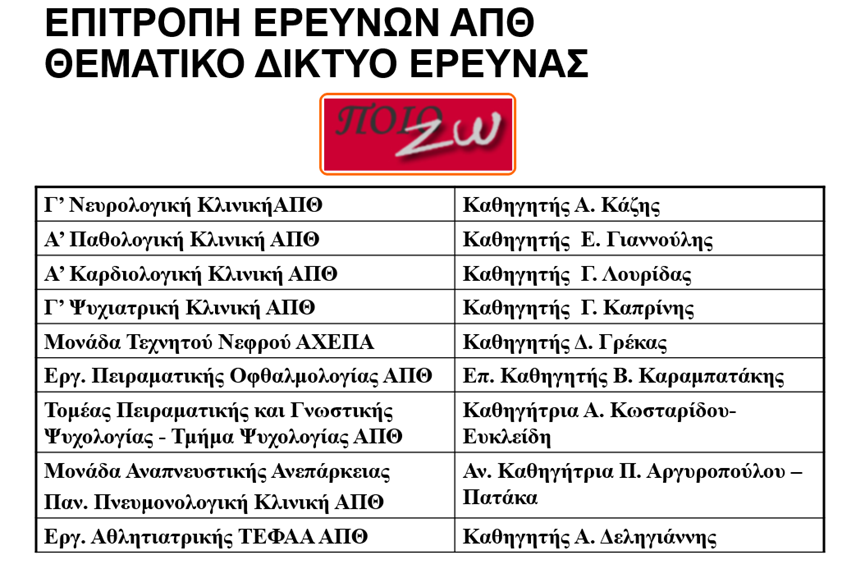 ΕΠΙΤΡΟΠΗ ΕΡΕΥΝΩΝ ΑΠΘ
ΘΕΜΑΤΙΚΟ ΔΙΚΤΥΟ ΕΡΕΥΝΑΣ
ΠΟΙΟ
Ζω
Γ’ Νευρολογική ΚλινικήΑΠΘ Καθηγητής Α. Κάζης
Α’ Παθολογική Κλινική ΑΠΘ Καθηγητής Ε. Γιαννούλης
Α’ Καρδιολογική Κλινική ΑΠΘ Καθηγητής Γ. Λουρίδας
Γ’ Ψυχιατρική Κλινική ΑΠΘ Καθηγητής Γ. Καπρίνης
Μονάδα Τεχνητού Νεφρού ΑΧΕΠΑ Καθηγητής Δ. Γρέκας
Εργ. Πειραματικής Οφθαλμολογίας ΑΠΘ Επ. Καθηγητής Β. Καραμπατάκης
Τομέας Πειραματικής και Γνωστικής Καθηγήτρια Α. Κωσταρίδου-
Ψυχολογίας - Τμήμα Ψυχολογίας ΑΠΘ Ευκλείδη
Μονάδα Αναπνευστικής Ανεπάρκειας Αν. Καθηγήτρια Π. Αργυροπούλου –
Παν. Πνευμονολογική Κλινική ΑΠΘ Πατάκα
Εργ. Αθλητιατρικής ΤΕΦΑΑ ΑΠΘ Καθηγητής Α. Δεληγιάννης